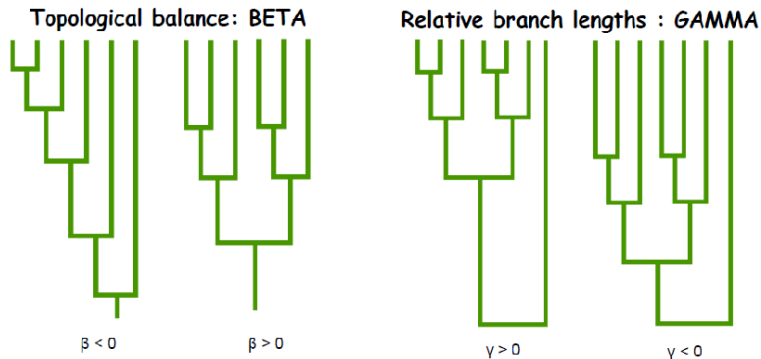 Topological balance: BETA
Relative branch lengths : GAMMA
β < 0
β > 0
γ > 0
γ < 0